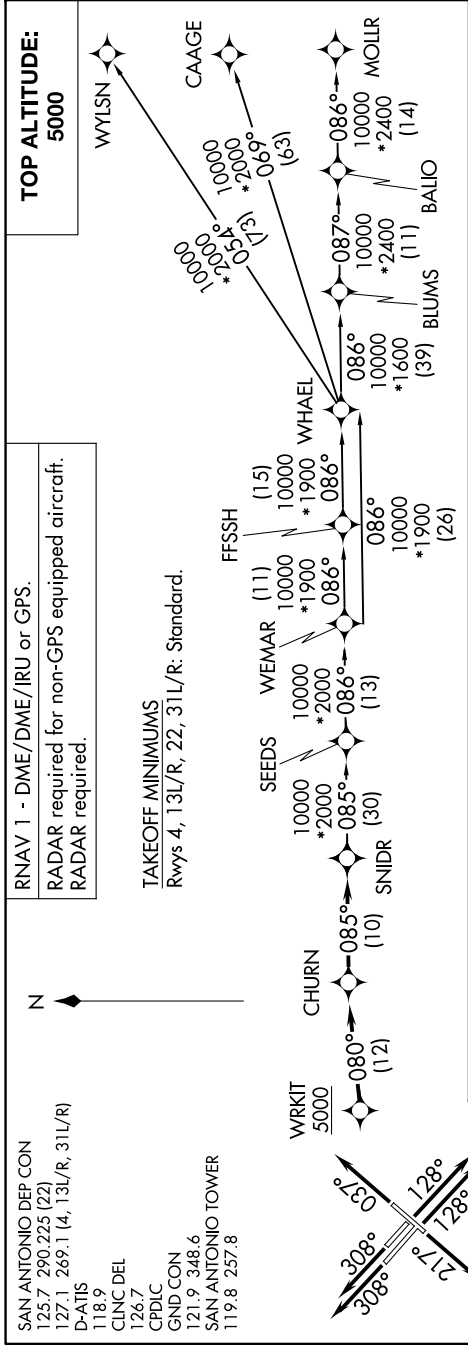 SAN ANTONIO DEP CON
125.7 290.225 (22)
127.1 269.1 (4, 13L/R, 31L/R)
D-ATIS
118.9
CLNC DEL
126.7
CPDLC
GND CON
121.9 348.6
SAN ANTONIO TOWER
119.8 257.8
N
RNAV 1 - DME/DME/IRU or GPS.
RADAR required for non-GPS equipped aircraft.
RADAR required.
TAKEOFF MINIMUMS
Rwys 4, 13L/R, 22, 31L/R: Standard.
TOP ALTITUDE:
5000
WYLSN
CAAGE
MOLLR
10000
*2000
054°
(73)
10000
*2000
069°
(63)
WRKIT
5000
080°
(12)
CHURN
085°
(10)
SNIDR
10000
*2000
085°
(30)
SEEDS
10000
*2000
086°
(13)
WEMAR
(11)
10000
*1900
086°
FFSSH
(15)
10000
*1900
086°
WHAEL
086°
10000
*1900
(26)
086°
10000
*1600
(39)
BLUMS
087°
10000
*2400
(11)
BALIO
086°
10000
*2400
(14)
037°
308°
308°
128°
128°
217°